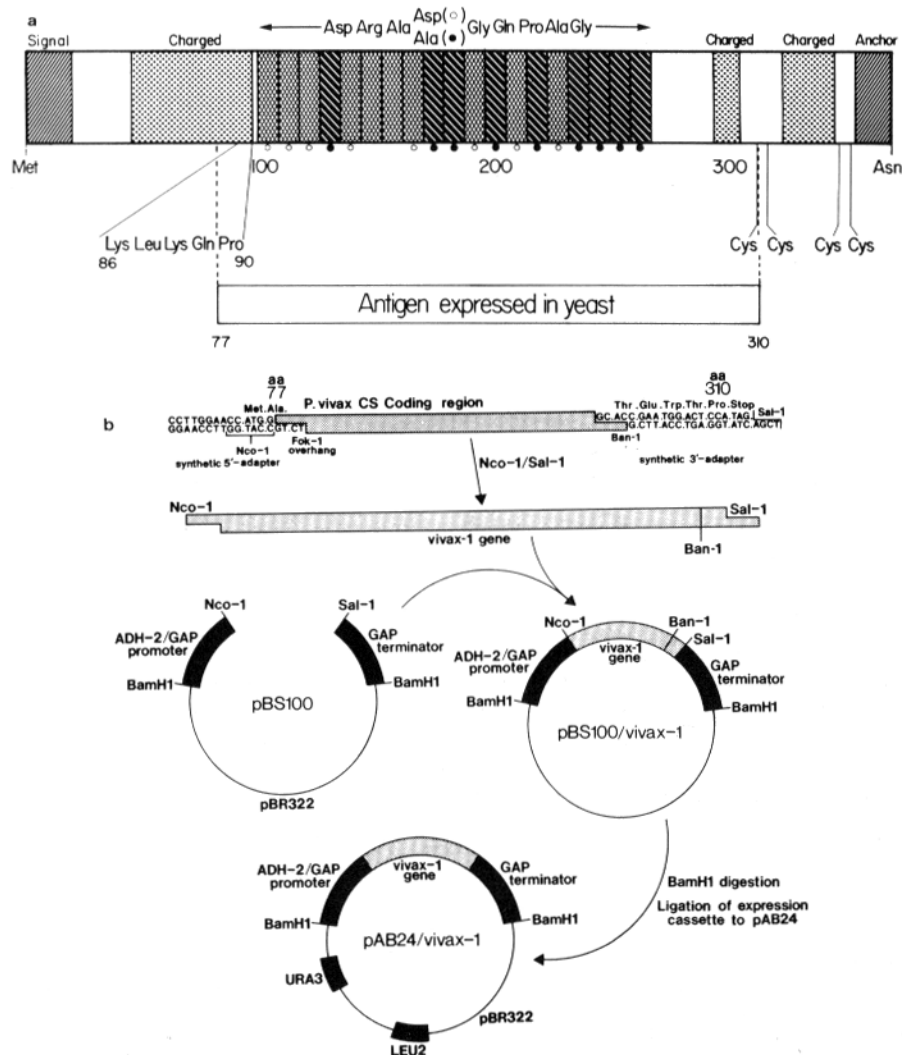 a
Asp(○)
Asp Arg Ala Gly Gln Pro Ala Gly
Ala(●)
Signal Charged Charged Charged Anchor
Met 100 200 300 Asn
Lys Leu Lys Gln Pro
86 90
Cys Cys Cys Cys
Antigen expressed in yeast
77 310
b
aa
77
aa
310
Met.Ala. P. vivax CS Coding region Thr.Glu.Trp.Thr.Pro.Stop
CCTTGGAACC.ATG G GC.ACC.GAA TGG.ACT.CCA.TAG. Sal-1
GGAACCTTGG.TAC.CGT.CT G.CTT.ACC.TGA.GGT.ATC.AGCT
Nco-1 Fok-1 Ban-1
overhang
synthetic 5'-adapter synthetic 3'-adapter
Nco-1/Sal-1
Nco-1 Sal-1
vivax-1 gene
Ban-1
Nco-1 Sal-1
ADH-2/GAP
promoter
GAP
terminator
BamH1 BamH1
pBS100
pBR322
Nco-1 Ban-1
Sal-1
vivax-1
gene
ADH-2/GAP
promoter
GAP
terminator
BamH1 BamH1
pBS100/vivax-1
BamH1 digestion
Ligation of expression
cassette to pAB24
vivax-1
gene
ADH-2/GAP
promoter
GAP
terminator
BamH1 BamH1
pAB24/vivax-1
URA3
pBR322
LEU2